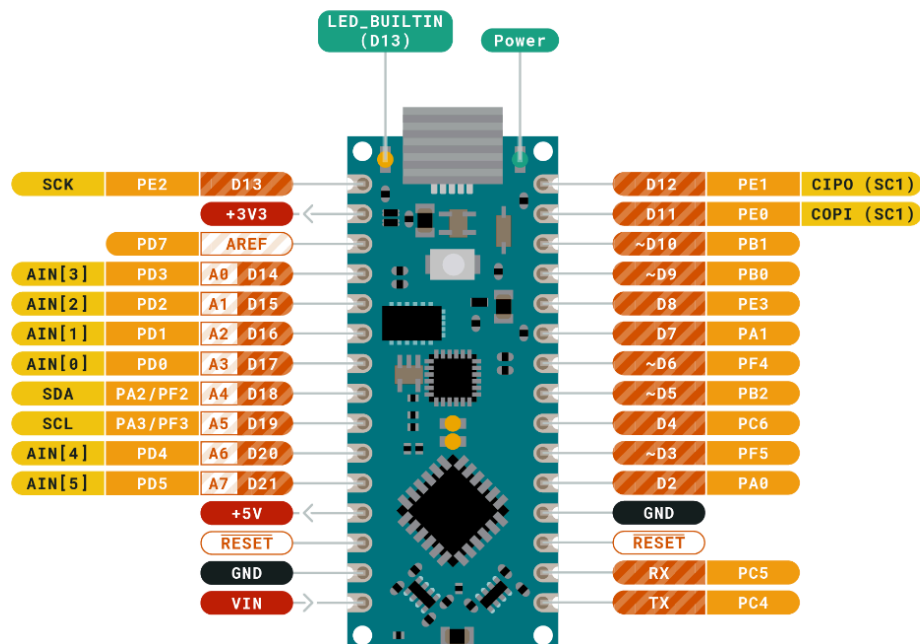 LED_BUILTIN
(D13)
Power
SCK PE2 D13
+3V3
PD7 AREF
AIN[3] PD3 A0 D14
AIN[2] PD2 A1 D15
AIN[1] PD1 A2 D16
AIN[0] PD0 A3 D17
SDA PA2/PF2 A4 D18
SCL PA3/PF3 A5 D19
AIN[4] PD4 A6 D20
AIN[5] PD5 A7 D21
+5V
RESET
GND
VIN
D12 PE1 CIPO (SC1)
D11 PE0 COPI (SC1)
~D10 PB1
~D9 PB0
D8 PE3
D7 PA1
~D6 PF4
~D5 PB2
D4 PC6
~D3 PF5
D2 PA0
GND
RESET
RX PC5
TX PC4